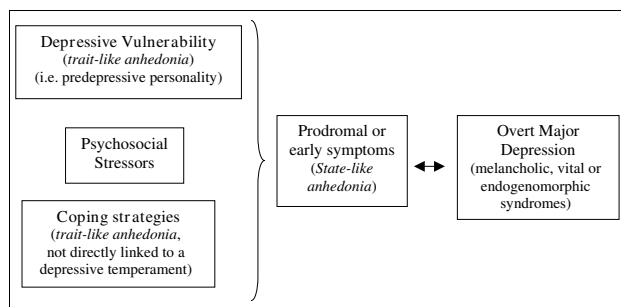 Depressive Vulnerability
(trait-like anhedonia)
(i.e. predepressive personality)
Psychosocial
Stressors
Coping strategies
(trait-like anhedonia,
not directly linked to a
depressive temperament)
Prodromal or
early symptoms
(State-like
anhedonia)
Overt Major
Depression
(melancholic, vital or
endogenomorphic
syndromes)